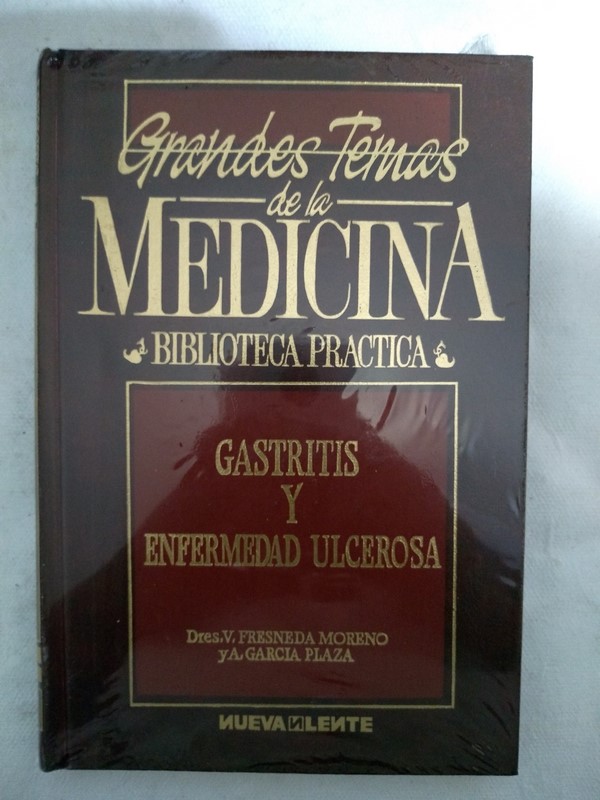 Grandes Temas
de la
MEDICINA
BIBLIOTECA PRACTICA
GASTRITIS
Y
ENFERMEDAD ULCEROSA
Dres.V. FRESNEDA MORENO
y A. GARCIA PLAZA
NUEVA LENTE